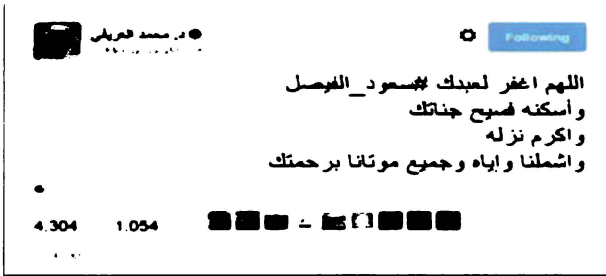 د. محمد العريفي
Following
اللهم اغفر لعبدك #سعود_الفيصل
وأسكنه فسيح جناتك
واكرم نزله
واشملنا وإياه وجميع موتانا برحمتك
4.304 1.054